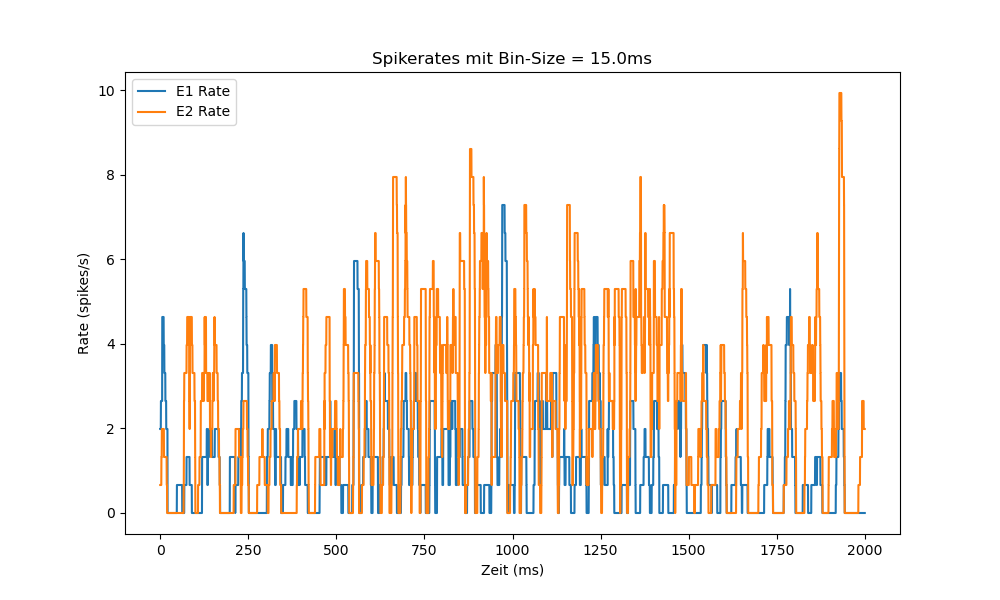 Spikerates mit Bin-Size = 15.0ms
E1 Rate
E2 Rate
10
8
6
4
2
0
Rate (spikes/s)
0 250 500 750 1000 1250 1500 1750 2000
Zeit (ms)